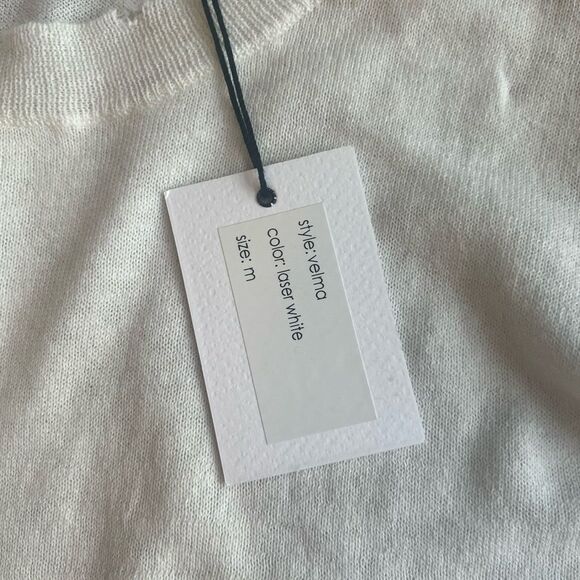 style: velma
color: laser white
size: m